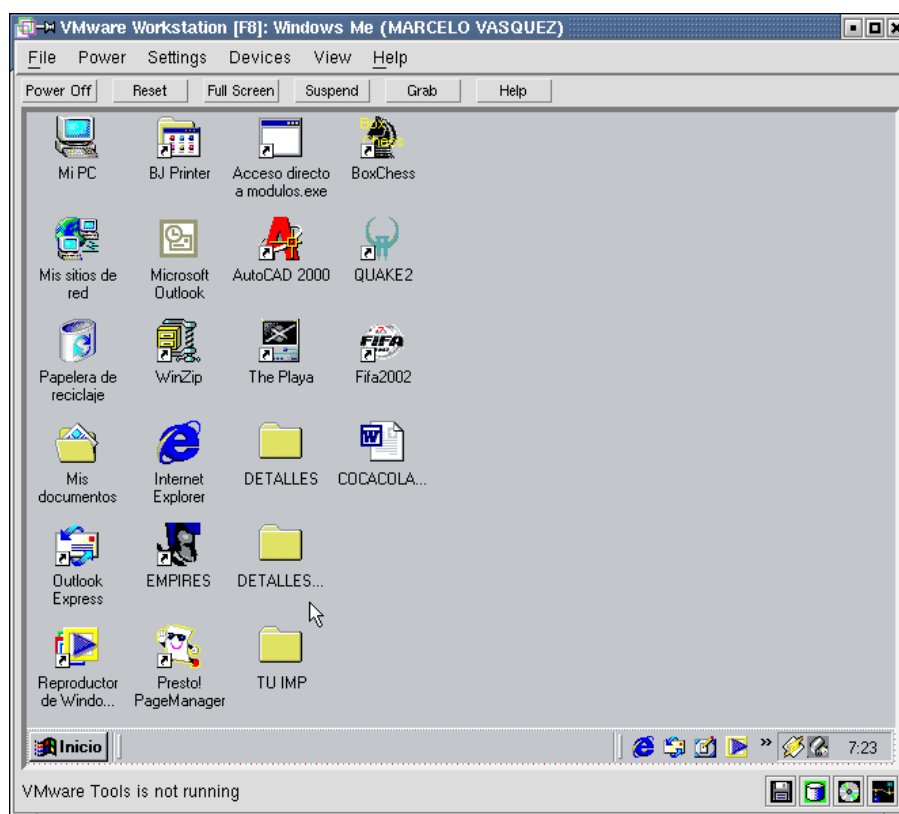 VMware Workstation [F8]: Windows Me (MARCELO VASQUEZ)
File Power Settings Devices View Help
Power Off Reset Full Screen Suspend Grab Help
Mi PC
BJ Printer
Acceso directo
a modulos.exe
Box
Chess
BoxChess
Mis sitios de
red
Microsoft
Outlook
AutoCAD 2000
QUAKE2
Papelera de
reciclaje
WinZip
The Playa
FIFA
Fifa2002
Mis
documentos
Internet
Explorer
DETALLES
COCACOLA...
Outlook
Express
EMPIRES
DETALLES...
Reproductor
de Windo...
Presto!
PageManager
TU IMP
Inicio
» 7:23
VMware Tools is not running